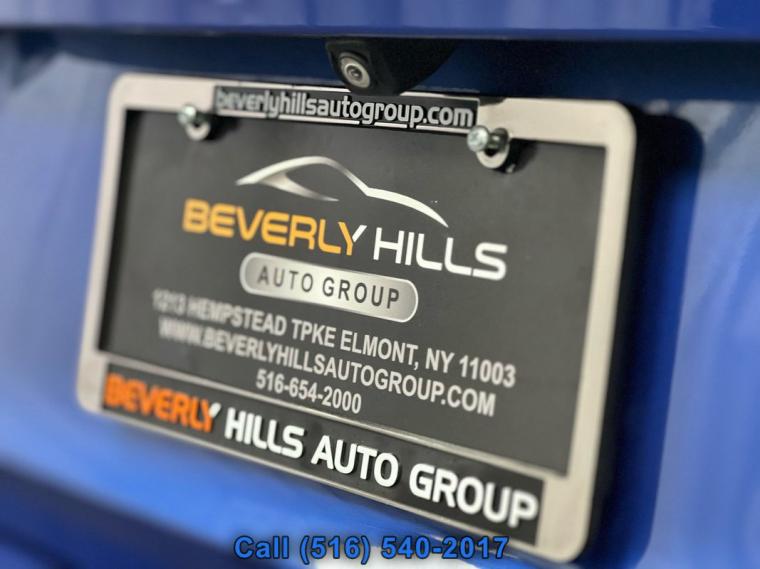 beverlyhillsautogroup.com
BEVERLY HILLS
AUTO GROUP
1213 HEMPSTEAD TPKE ELMONT, NY 11003
WWW.BEVERLYHILLSAUTOGROUP.COM
516-654-2000
BEVERLY HILLS AUTO GROUP
Call (516) 540-2017